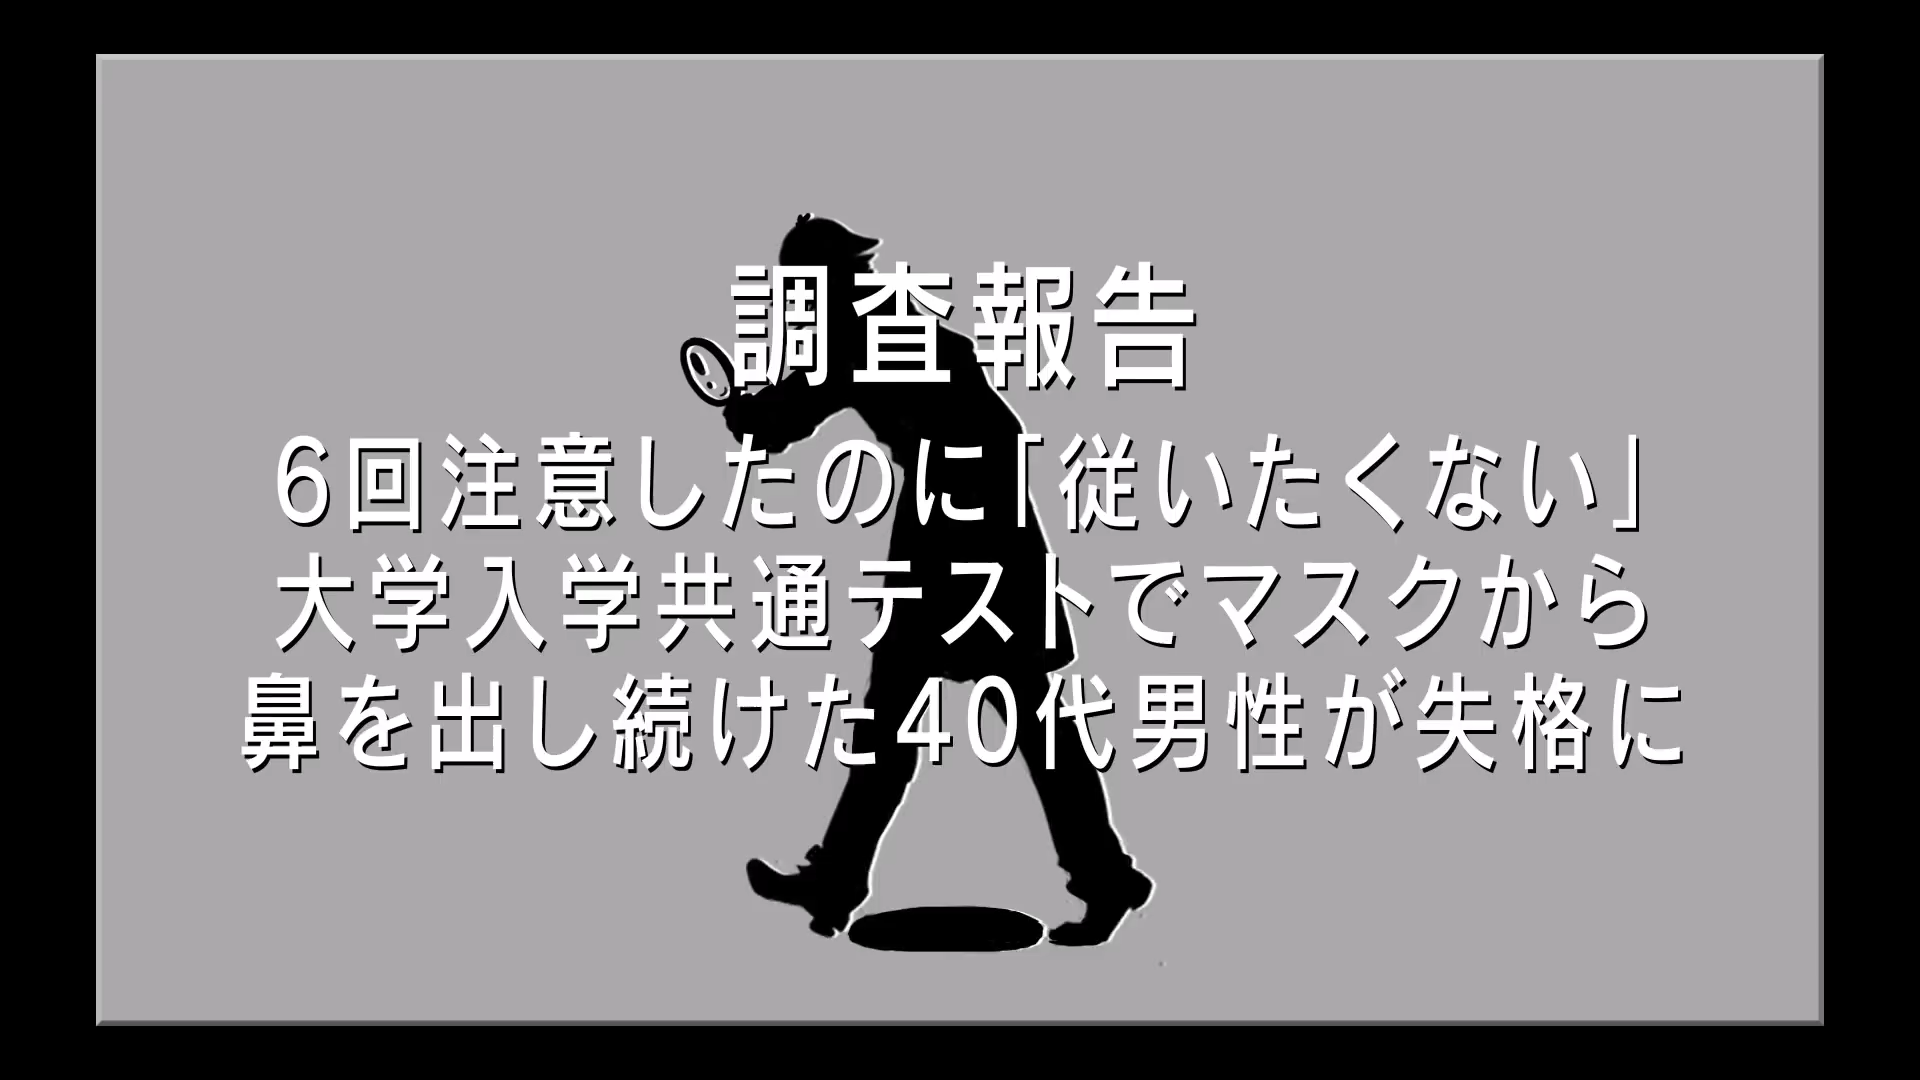 調査報告
6回注意したのに「従いたくない」
大学入学共通テストでマスクから
鼻を出し続けた40代男性が失格に